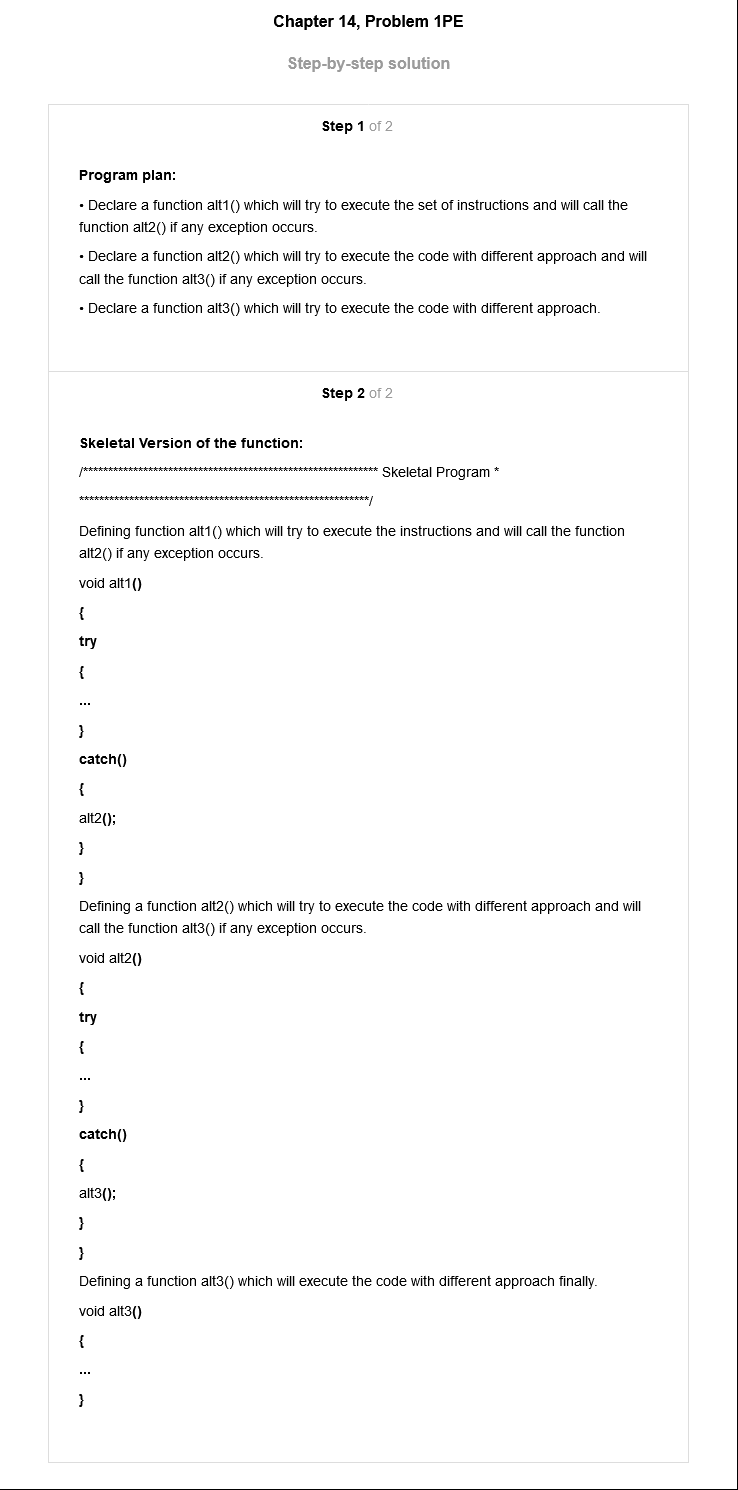 Chapter 14, Problem 1PE
Step-by-step solution
Step 1 of 2
Program plan:
• Declare a function alt1() which will try to execute the set of instructions and will call the
function alt2() if any exception occurs.
• Declare a function alt2() which will try to execute the code with different approach and will
call the function alt3() if any exception occurs.
• Declare a function alt3() which will try to execute the code with different approach.
Step 2 of 2
Skeletal Version of the function:
/*********************************************************** Skeletal Program *
**********************************************************/
Defining function alt1() which will try to execute the instructions and will call the function
alt2() if any exception occurs.
void alt1()
{
try
{
...
}
catch()
{
alt2();
}
}
Defining a function alt2() which will try to execute the code with different approach and will
call the function alt3() if any exception occurs.
void alt2()
{
try
{
...
}
catch()
{
alt3();
}
}
Defining a function alt3() which will execute the code with different approach finally.
void alt3()
{
...
}